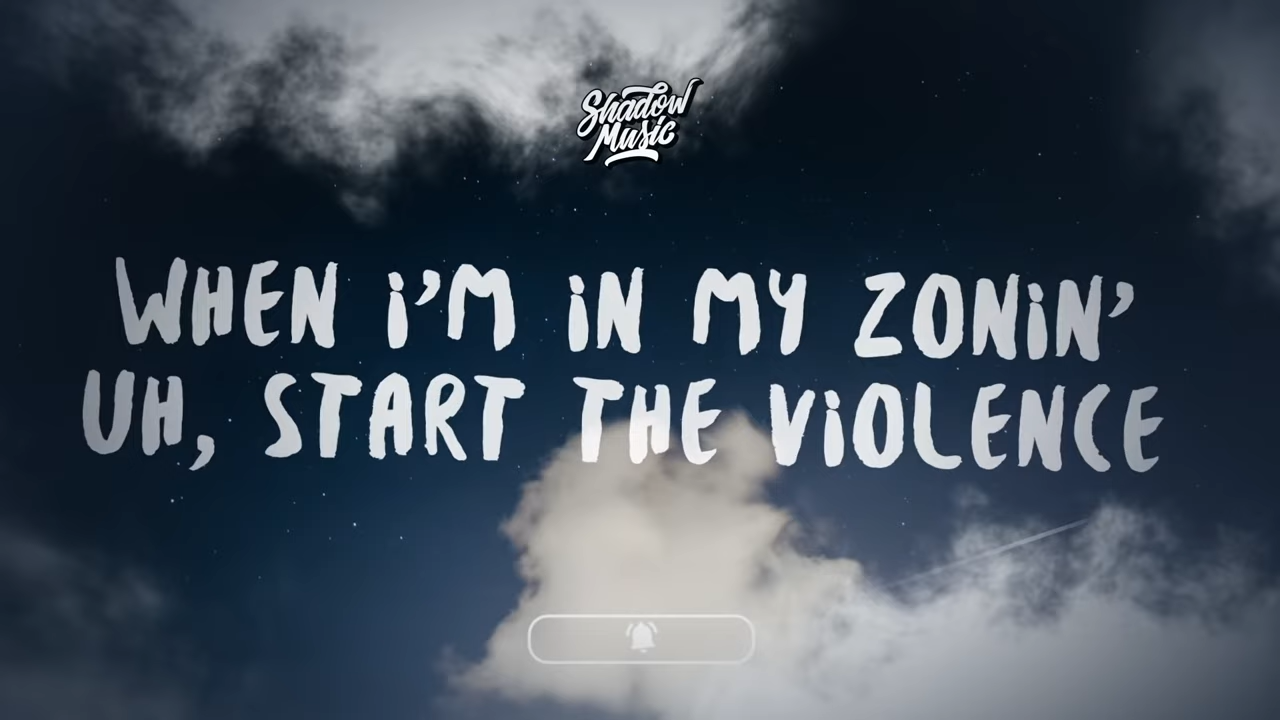 Shadow
Music
WHEN i'M iN MY ZONiN'
UH, START THE ViOLENCE